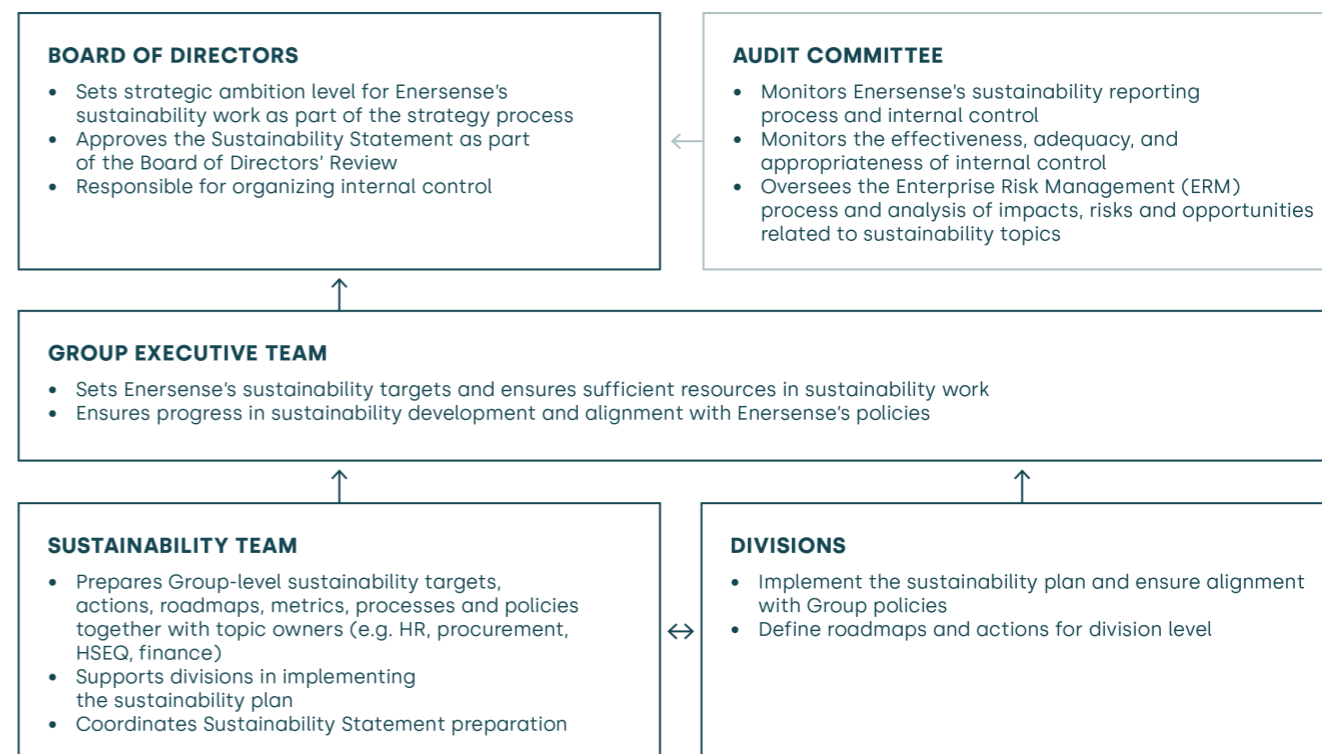 BOARD OF DIRECTORS
• Sets strategic ambition level for Enersense’s
sustainability work as part of the strategy process
• Approves the Sustainability Statement as part
of the Board of Directors’ Review
• Responsible for organizing internal control
AUDIT COMMITTEE
• Monitors Enersense’s sustainability reporting
process and internal control
• Monitors the effectiveness, adequacy, and
appropriateness of internal control
• Oversees the Enterprise Risk Management (ERM)
process and analysis of impacts, risks and opportunities
related to sustainability topics
GROUP EXECUTIVE TEAM
• Sets Enersense’s sustainability targets and ensures sufficient resources in sustainability work
• Ensures progress in sustainability development and alignment with Enersense’s policies
SUSTAINABILITY TEAM
• Prepares Group-level sustainability targets,
actions, roadmaps, metrics, processes and policies
together with topic owners (e.g. HR, procurement,
HSEQ, finance)
• Supports divisions in implementing
the sustainability plan
• Coordinates Sustainability Statement preparation
DIVISIONS
• Implement the sustainability plan and ensure alignment
with Group policies
• Define roadmaps and actions for division level